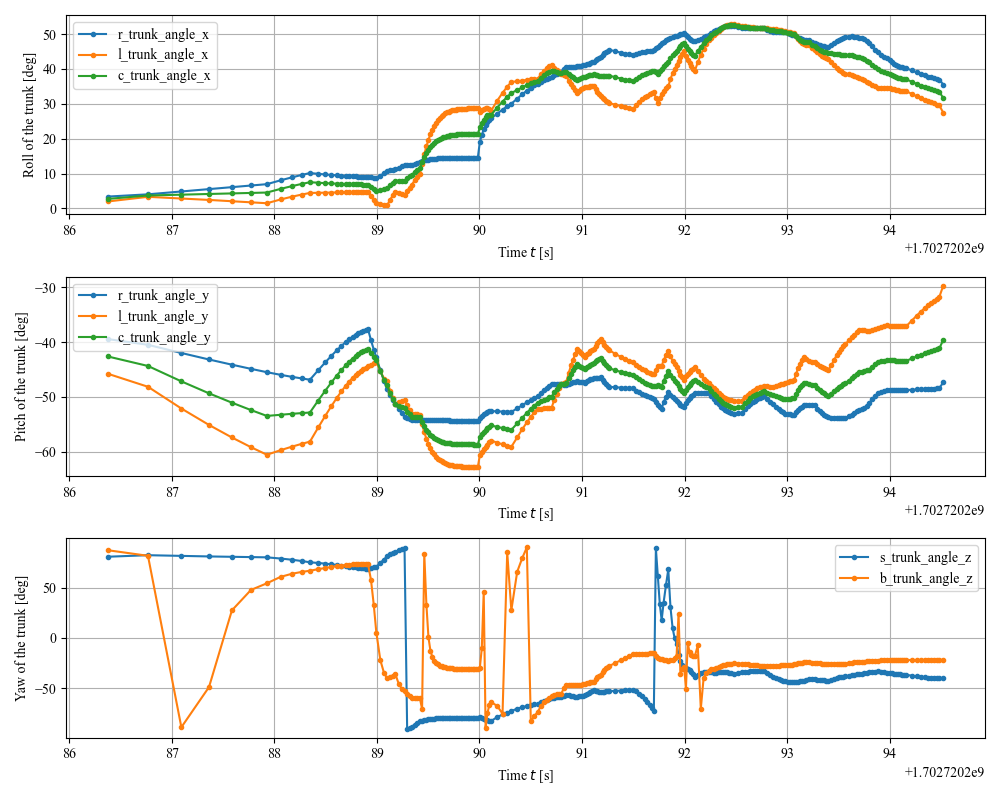 r_trunk_angle_x
l_trunk_angle_x
c_trunk_angle_x
Roll of the trunk [deg]
50
40
30
20
10
0
86 87 88 89 90 91 92 93 94
Time t [s]
+1.7027202e9
r_trunk_angle_y
l_trunk_angle_y
c_trunk_angle_y
Pitch of the trunk [deg]
−30
−40
−50
−60
86 87 88 89 90 91 92 93 94
Time t [s]
+1.7027202e9
s_trunk_angle_z
b_trunk_angle_z
Yaw of the trunk [deg]
50
0
−50
86 87 88 89 90 91 92 93 94
Time t [s]
+1.7027202e9